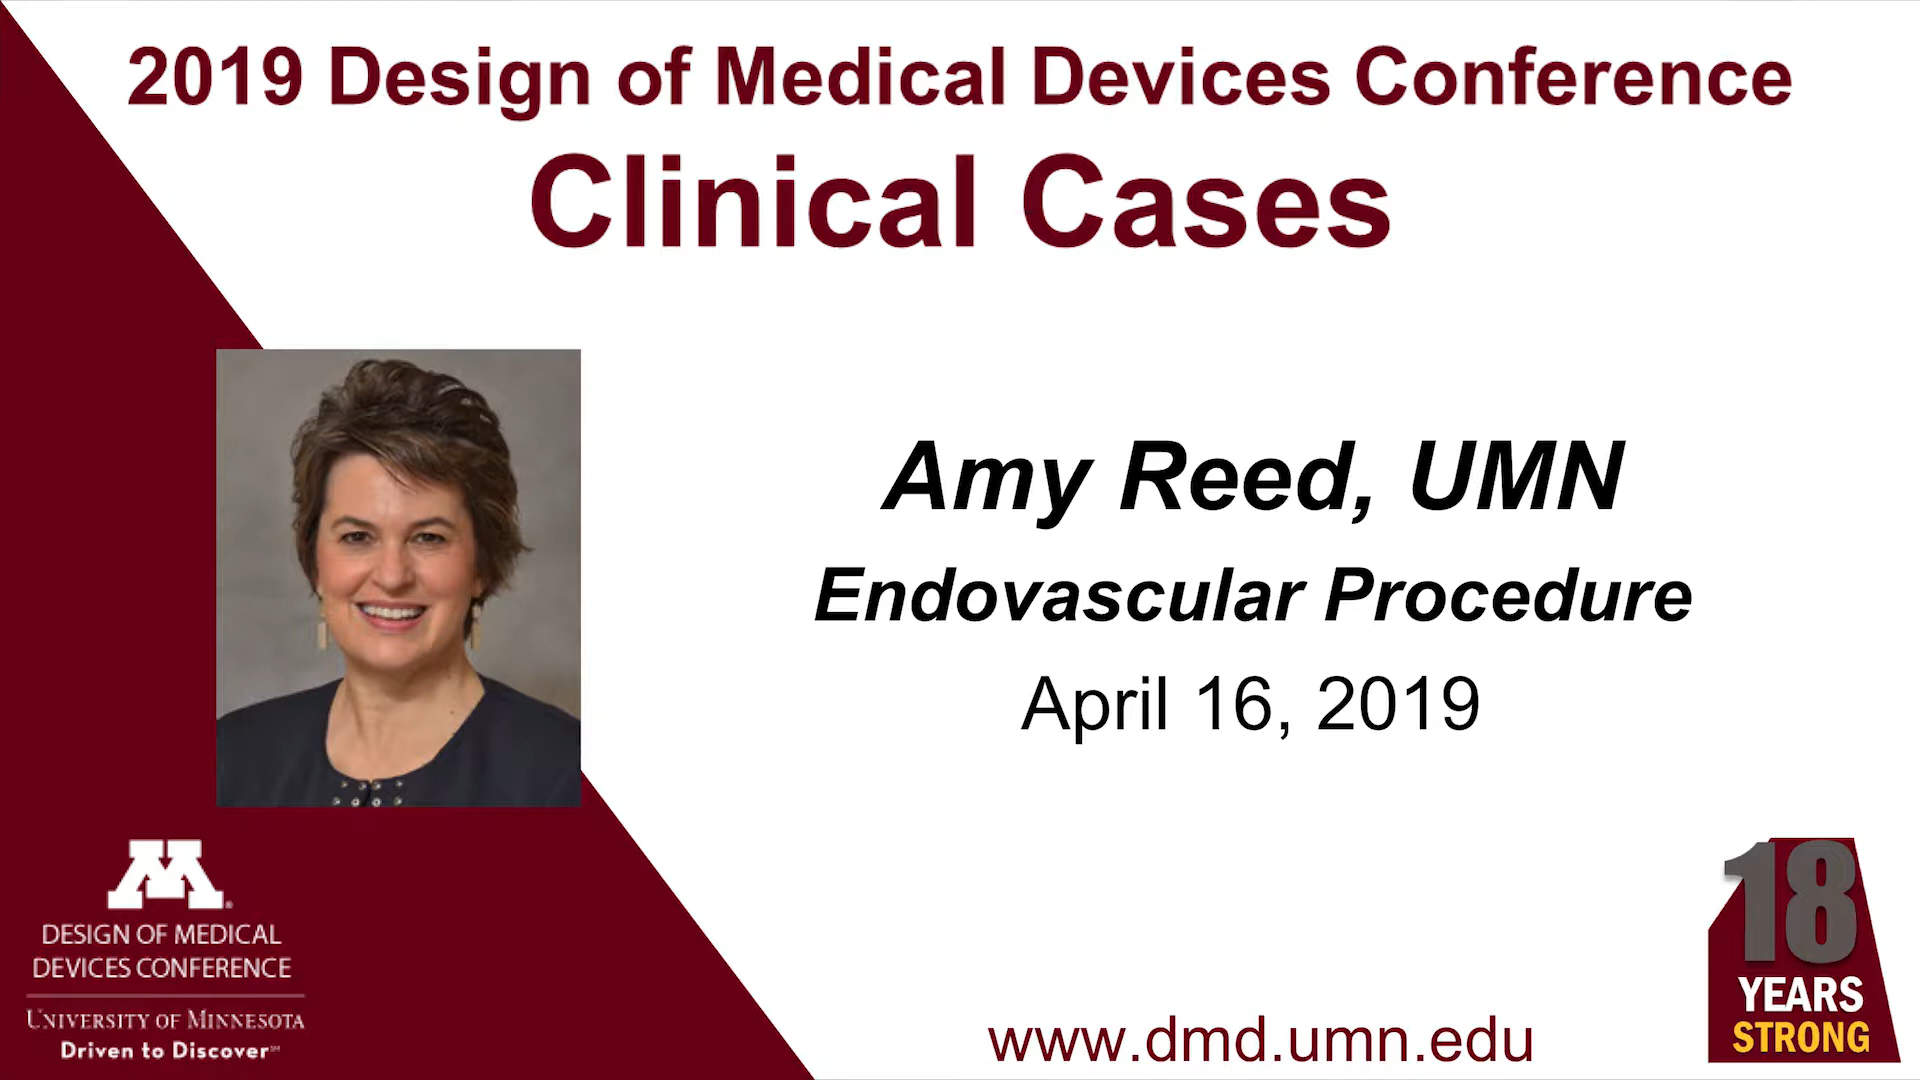 2019 Design of Medical Devices Conference
Clinical Cases
Amy Reed, UMN
Endovascular Procedure
April 16, 2019
M
DESIGN OF MEDICAL
DEVICES CONFERENCE
UNIVERSITY OF MINNESOTA
Driven to Discover℠
18
YEARS
STRONG
www.dmd.umn.edu